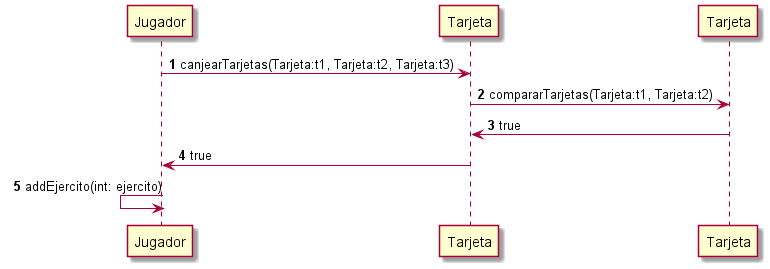 Jugador Tarjeta Tarjeta
1 canjearTarjetas(Tarjeta:t1, Tarjeta:t2, Tarjeta:t3)
2 compararTarjetas(Tarjeta:t1, Tarjeta:t2)
3 true
4 true
5 addEjercito(int: ejercito)
Jugador Tarjeta Tarjeta